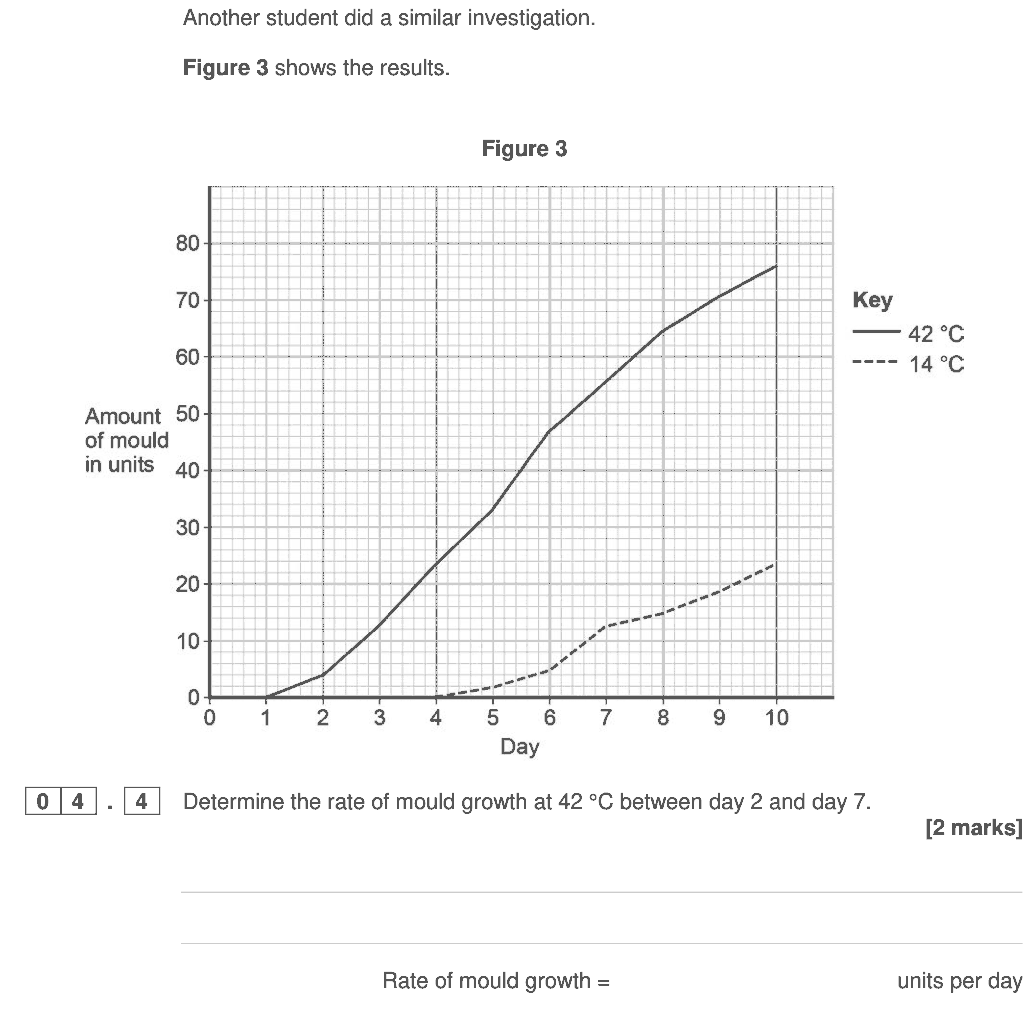 Another student did a similar investigation.
Figure 3 shows the results.
Figure 3
80
70
60
50
40
30
20
10
0
Amount
of mould
in units
0 1 2 3 4 5 6 7 8 9 10
Day
Key
42 °C
14 °C
0 4 . 4 Determine the rate of mould growth at 42 °C between day 2 and day 7.
[2 marks]
Rate of mould growth = units per day